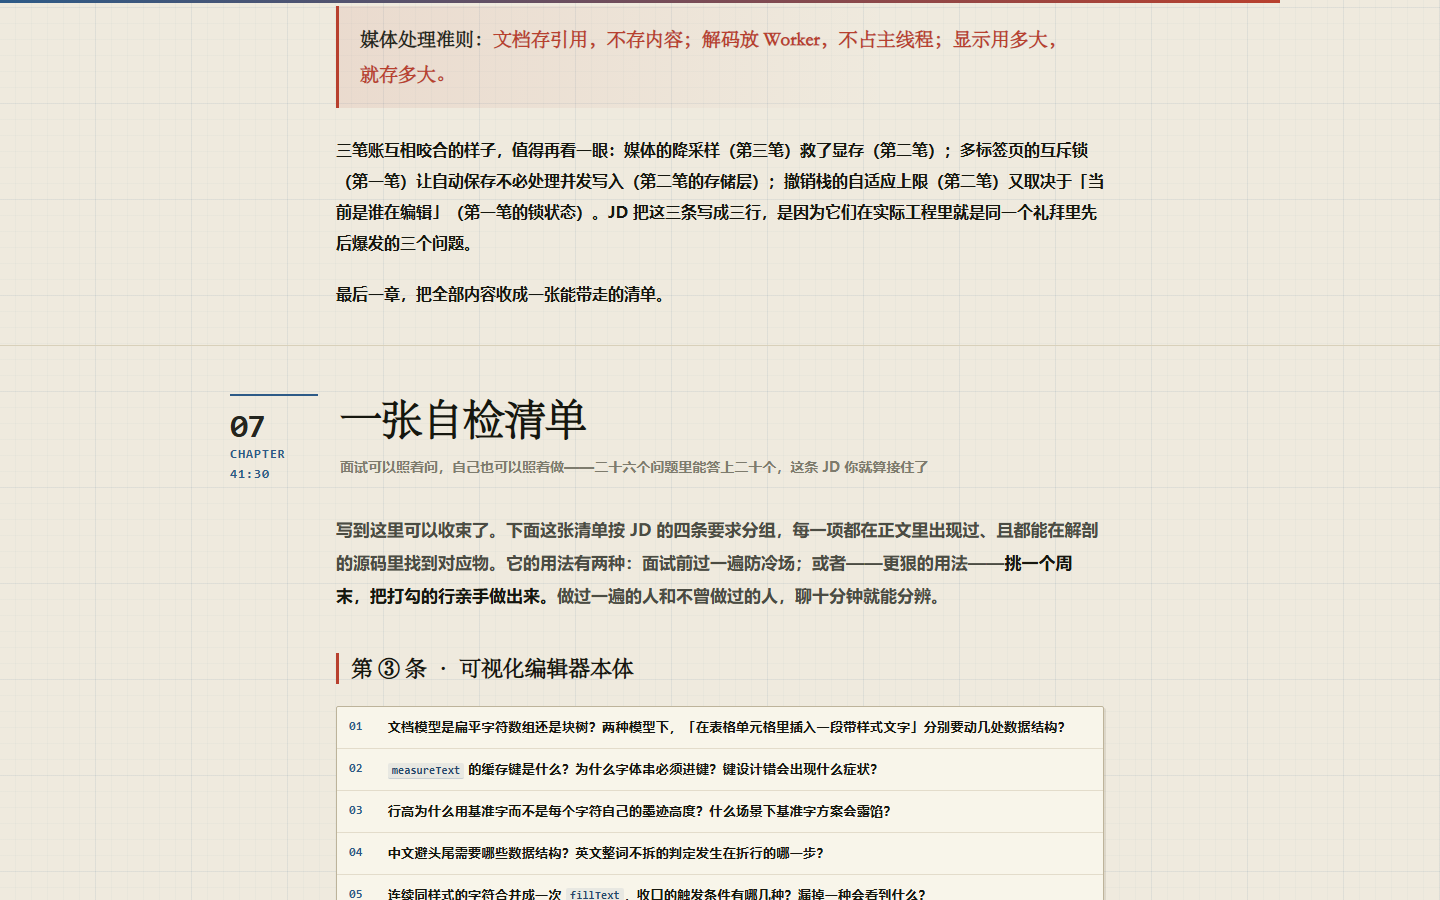 媒体处理准则：文档存引用，不存内容；解码放 Worker，不占主线程；显示用多大，
就存多大。
三笔账互相咬合的样子，值得再看一眼：媒体的降采样（第三笔）救了显存（第二笔）；多标签页的互斥锁
（第一笔）让自动保存不必处理并发写入（第二笔的存储层）；撤销栈的自适应上限（第二笔）又取决于「当
前是谁在编辑」（第一笔的锁状态）。JD 把这三条写成三行，是因为它们在实际工程里就是同一个礼拜里先
后爆发的三个问题。
最后一章，把全部内容收成一张能带走的清单。
07
CHAPTER
41:30
一张自检清单
面试可以照着问，自己也可以照着做——二十六个问题里能答上二十个，这条 JD 你就算接住了
写到这里可以收束了。下面这张清单按 JD 的四条要求分组，每一项都在正文里出现过、且都能在解剖
的源码里找到对应物。它的用法有两种：面试前过一遍防冷场；或者——更狠的用法——挑一个周
末，把打勾的行亲手做出来。做过一遍的人和不曾做过的人，聊十分钟就能分辨。
第 ③ 条 · 可视化编辑器本体
01 文档模型是扁平字符数组还是块树？两种模型下，「在表格单元格里插入一段带样式文字」分别要动几处数据结构？
02 measureText 的缓存键是什么？为什么字体串必须进键？键设计错会出现什么症状？
03 行高为什么用基准字而不是每个字符自己的墨迹高度？什么场景下基准字方案会露馅？
04 中文避头尾需要哪些数据结构？英文整词不拆的判定发生在折行的哪一步？
05 连续同样式的字符合并成一次 fillText，收口的触发条件有哪几种？漏掉一种会看到什么？